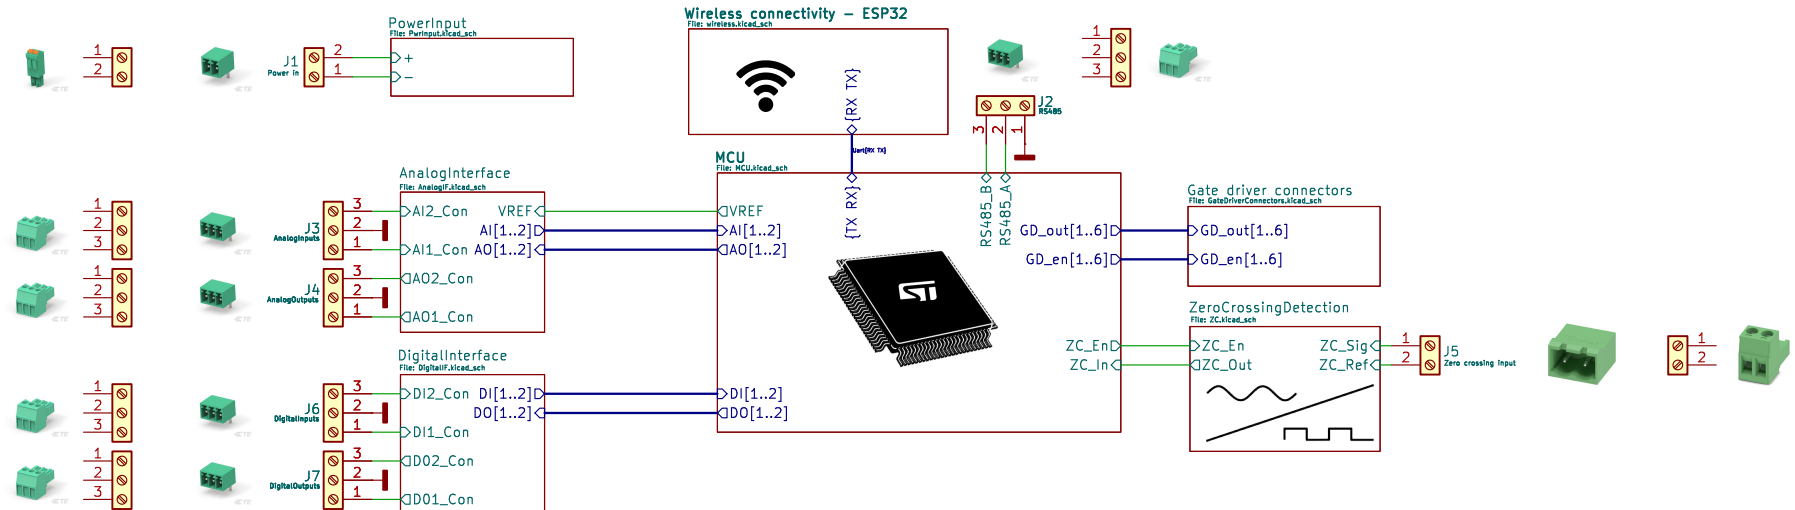 PowerInput
File: PwrInput.kicad_sch
Wireless connectivity - ESP32
File: wireless.kicad_sch
1
2
J1
Power in
2
1
+
-
{RX TX}
1
2
3
J2
RS485
3
2
1
Uart{RX TX}
MCU
File: MCU.kicad_sch
{TX RX}
RS485_B
RS485_A
AnalogInterface
File: AnalogIF.kicad_sch
1
2
3
J3
AnalogInputs
3
2
1
AI2_Con
AI1_Con
VREF
AI[1..2]
AO[1..2]
VREF
AI[1..2]
AO[1..2]
1
2
3
J4
AnalogOutputs
3
2
1
AO2_Con
AO1_Con
GD_out[1..6]
GD_en[1..6]
Gate driver connectors
File: GateDriverConnectors.kicad_sch
GD_out[1..6]
GD_en[1..6]
ST
ZeroCrossingDetection
File: ZC.kicad_sch
ZC_En
ZC_In
ZC_En
ZC_Out
ZC_Sig
ZC_Ref
1
2
J5
Zero crossing input
1
2
DigitalInterface
File: DigitalIF.kicad_sch
1
2
3
J6
DigitalInputs
3
2
1
DI2_Con
DI1_Con
DI[1..2]
DO[1..2]
DI[1..2]
DO[1..2]
1
2
3
J7
DigitalOutputs
3
2
1
DO2_Con
DO1_Con